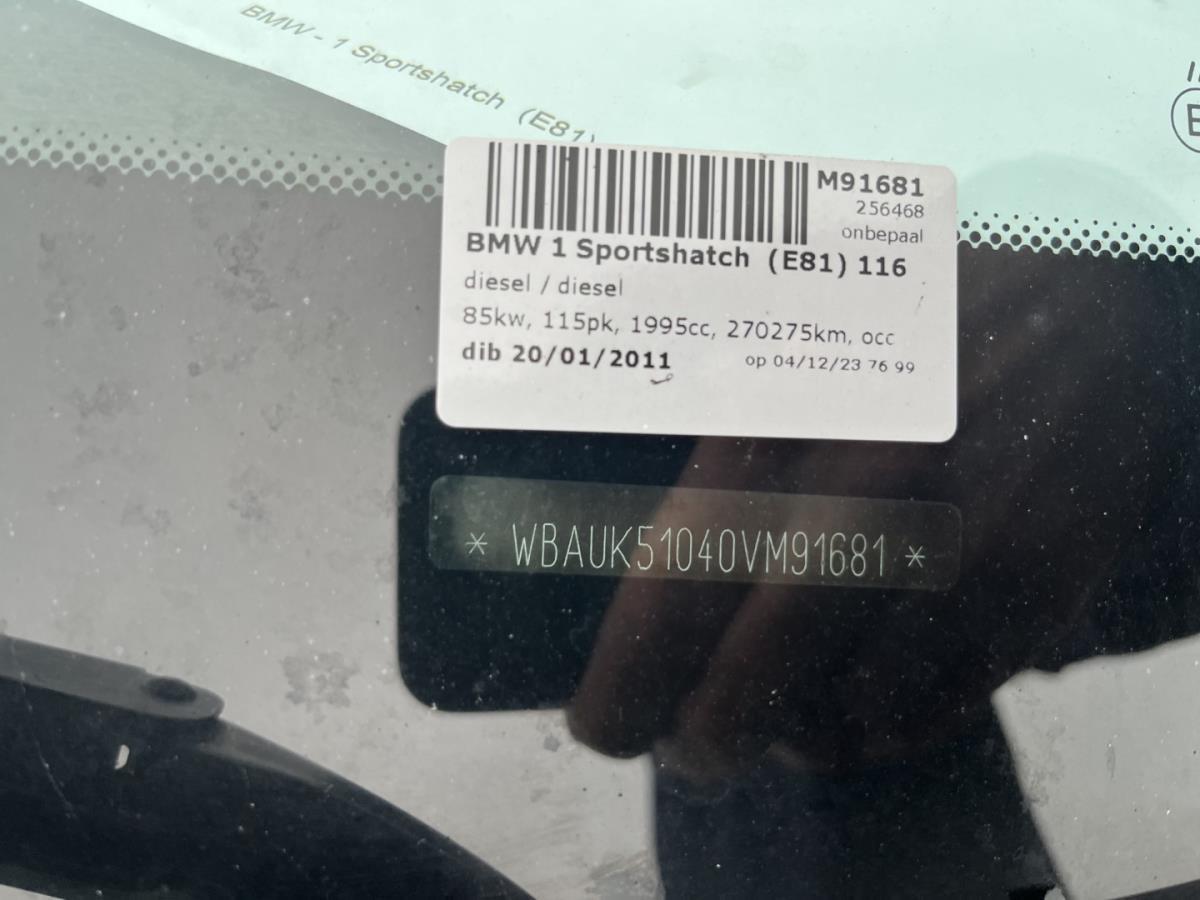 BMW - 1 Sportshatch (E81)
M91681
256468
onbepaal
BMW 1 Sportshatch (E81) 116
diesel / diesel
85kw, 115pk, 1995cc, 270275km, occ
dib 20/01/2011
op 04/12/23 76 99
* WBAUK51040VM91681 *